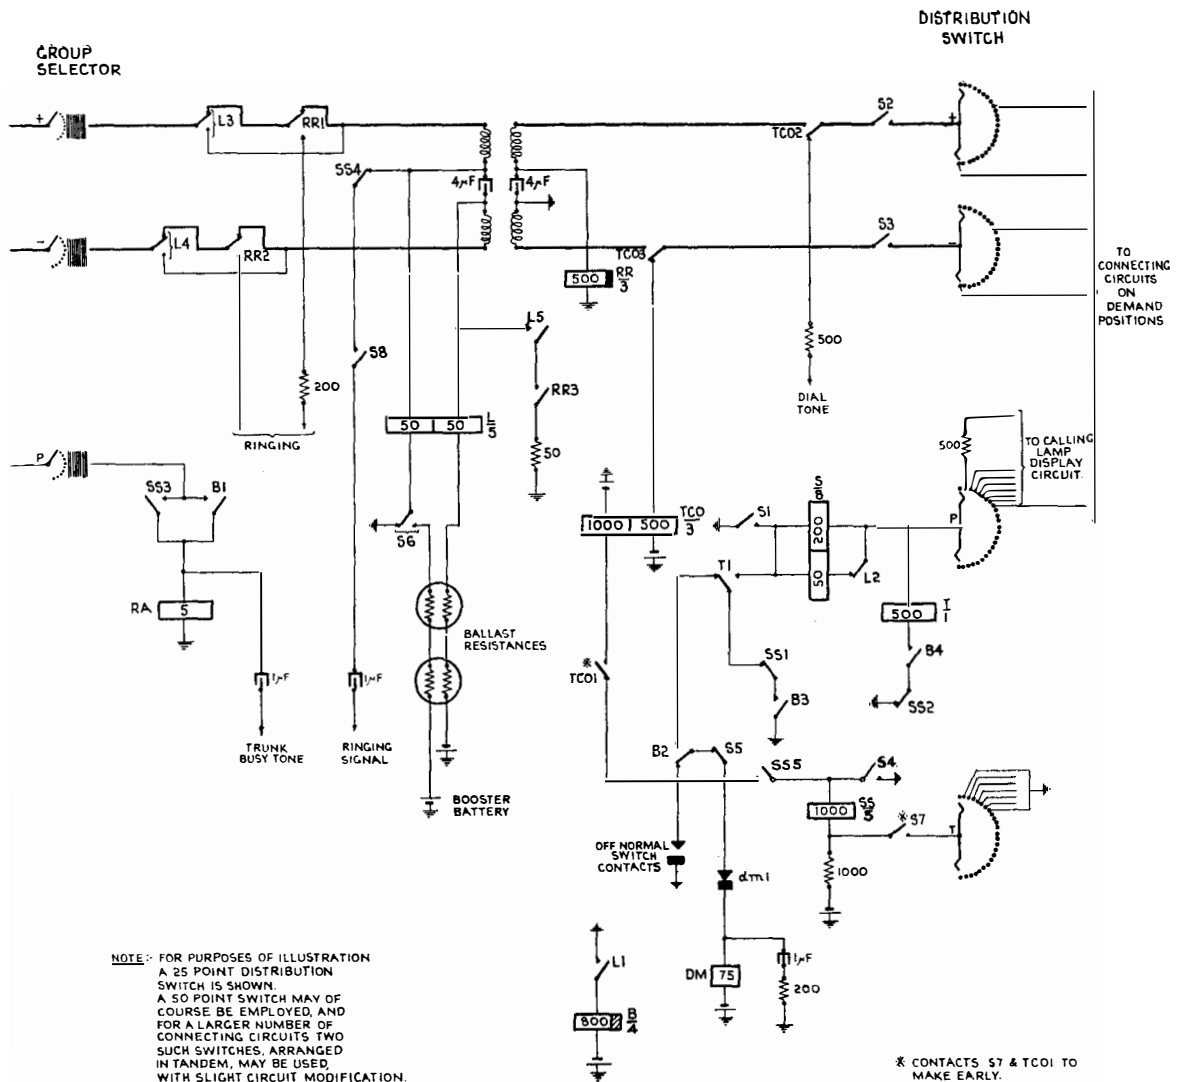 DISTRIBUTION
SWITCH
GROUP
SELECTOR
+
L3
RR1
S2
+
TCO2
SS4
4µF
4µF
-
L4
RR2
S3
-
TCO3
500
RR
3
TO
CONNECTING
CIRCUITS
ON
DEMAND
POSITIONS
L5
S8
500
RR3
200
DIAL
TONE
50
50
L
5
RINGING
50
500
TO CALLING
LAMP
DISPLAY
CIRCUIT.
P
SS3
B1
S
8
S6
1000
500
TCO
3
S1
200
P
T1
50
L2
RA
5
BALLAST
RESISTANCES
500
T
1
B4
* TCO1
SS1
SS2
1µF
1µF
B3
TRUNK
BUSY TONE
RINGING
SIGNAL
B2
S5
SS5
S4
BOOSTER
BATTERY
1000
SS
5
* S7
T
OFF NORMAL
SWITCH
CONTACTS
dm1
1000
NOTE:- FOR PURPOSES OF ILLUSTRATION
A 25 POINT DISTRIBUTION
SWITCH IS SHOWN.
A 50 POINT SWITCH MAY OF
COURSE BE EMPLOYED, AND
FOR A LARGER NUMBER OF
CONNECTING CIRCUITS TWO
SUCH SWITCHES, ARRANGED
IN TANDEM, MAY BE USED,
WITH SLIGHT CIRCUIT MODIFICATION.
L1
DM
75
1µF
200
800
B
4
* CONTACTS S7 & TCO1 TO
MAKE EARLY.